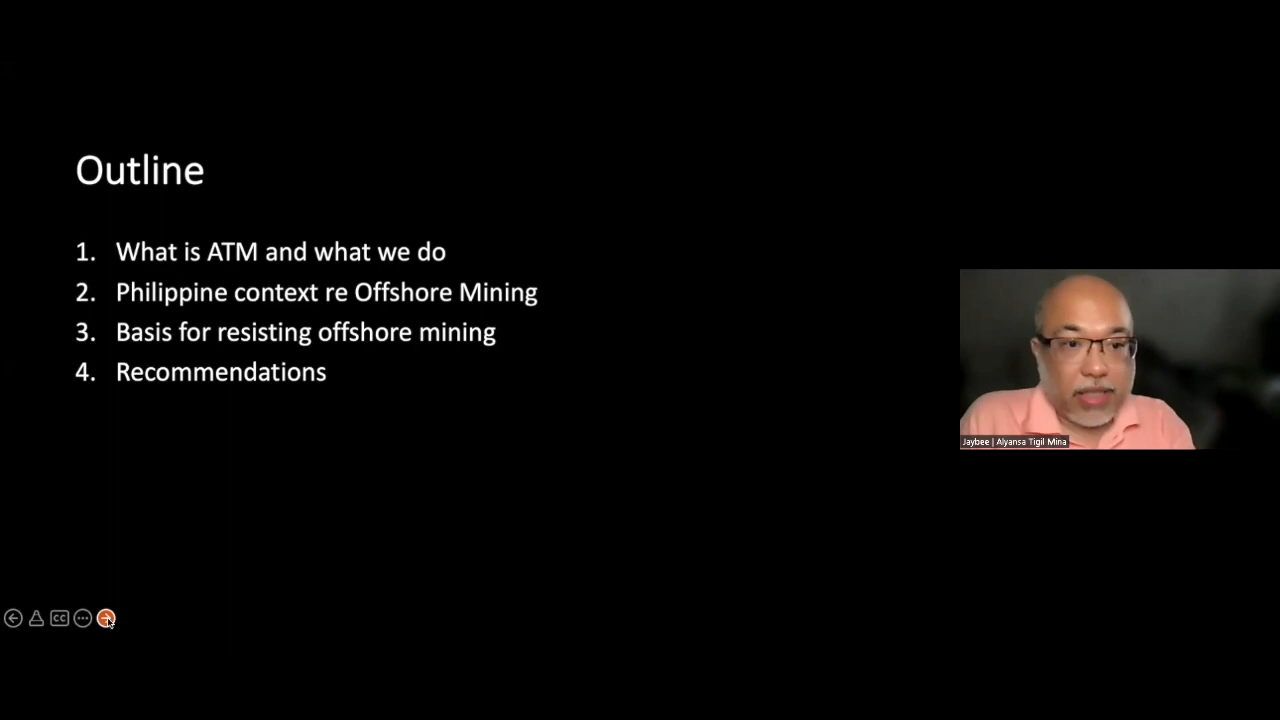 Outline
1. What is ATM and what we do
2. Philippine context re Offshore Mining
3. Basis for resisting offshore mining
4. Recommendations
Jaybee | Alyansa Tigil Mina
CC